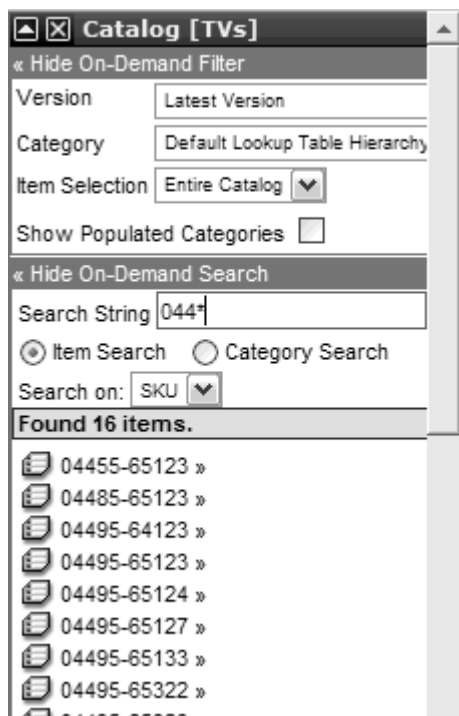 Catalog [TVs]
« Hide On-Demand Filter
Version Latest Version
Category Default Lookup Table Hierarchy
Item Selection Entire Catalog
Show Populated Categories
« Hide On-Demand Search
Search String 044*
Item Search Category Search
Search on: SKU
Found 16 items.
04455-65123 »
04485-65123 »
04495-64123 »
04495-65123 »
04495-65124 »
04495-65127 »
04495-65133 »
04495-65322 »